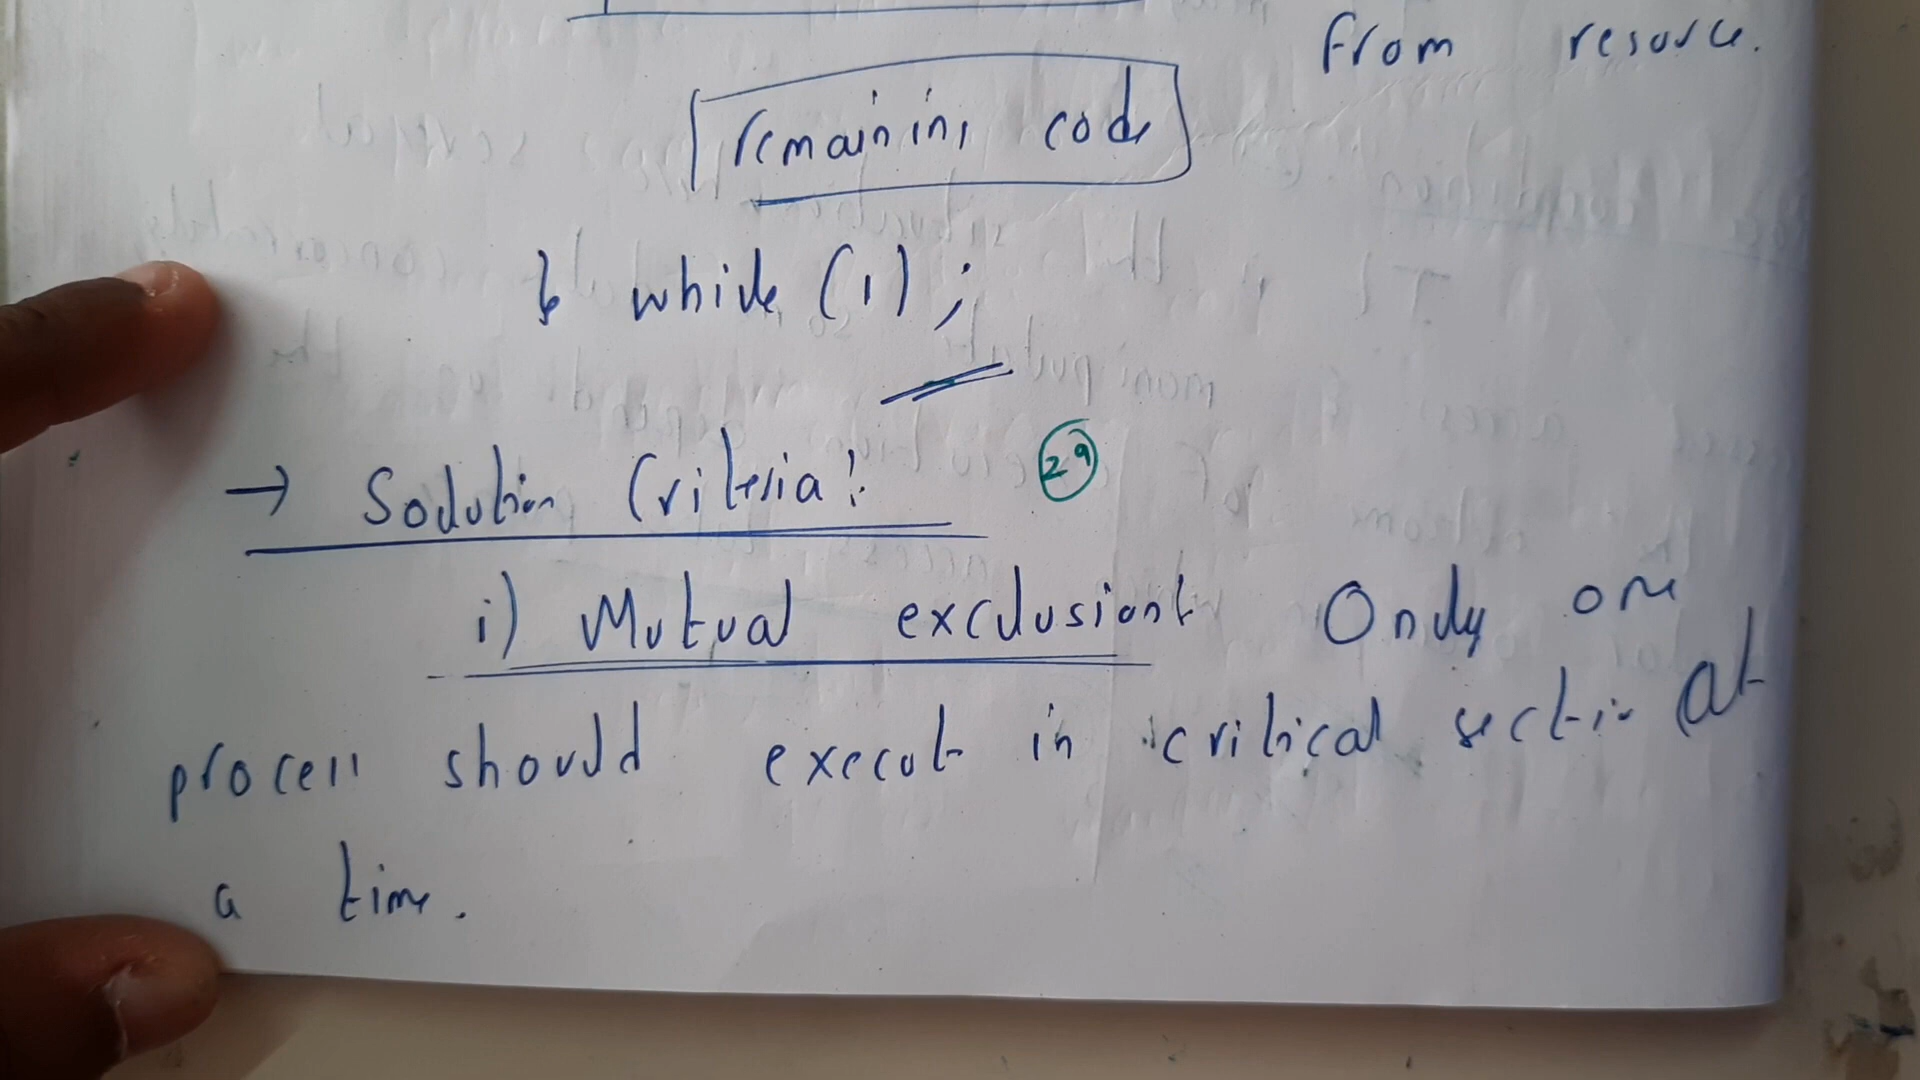 from resource.
remaining code
} while (1);
→ Solution Criteria: 29
i) Mutual exclusion: Only one
process should execute in critical section at
a time.